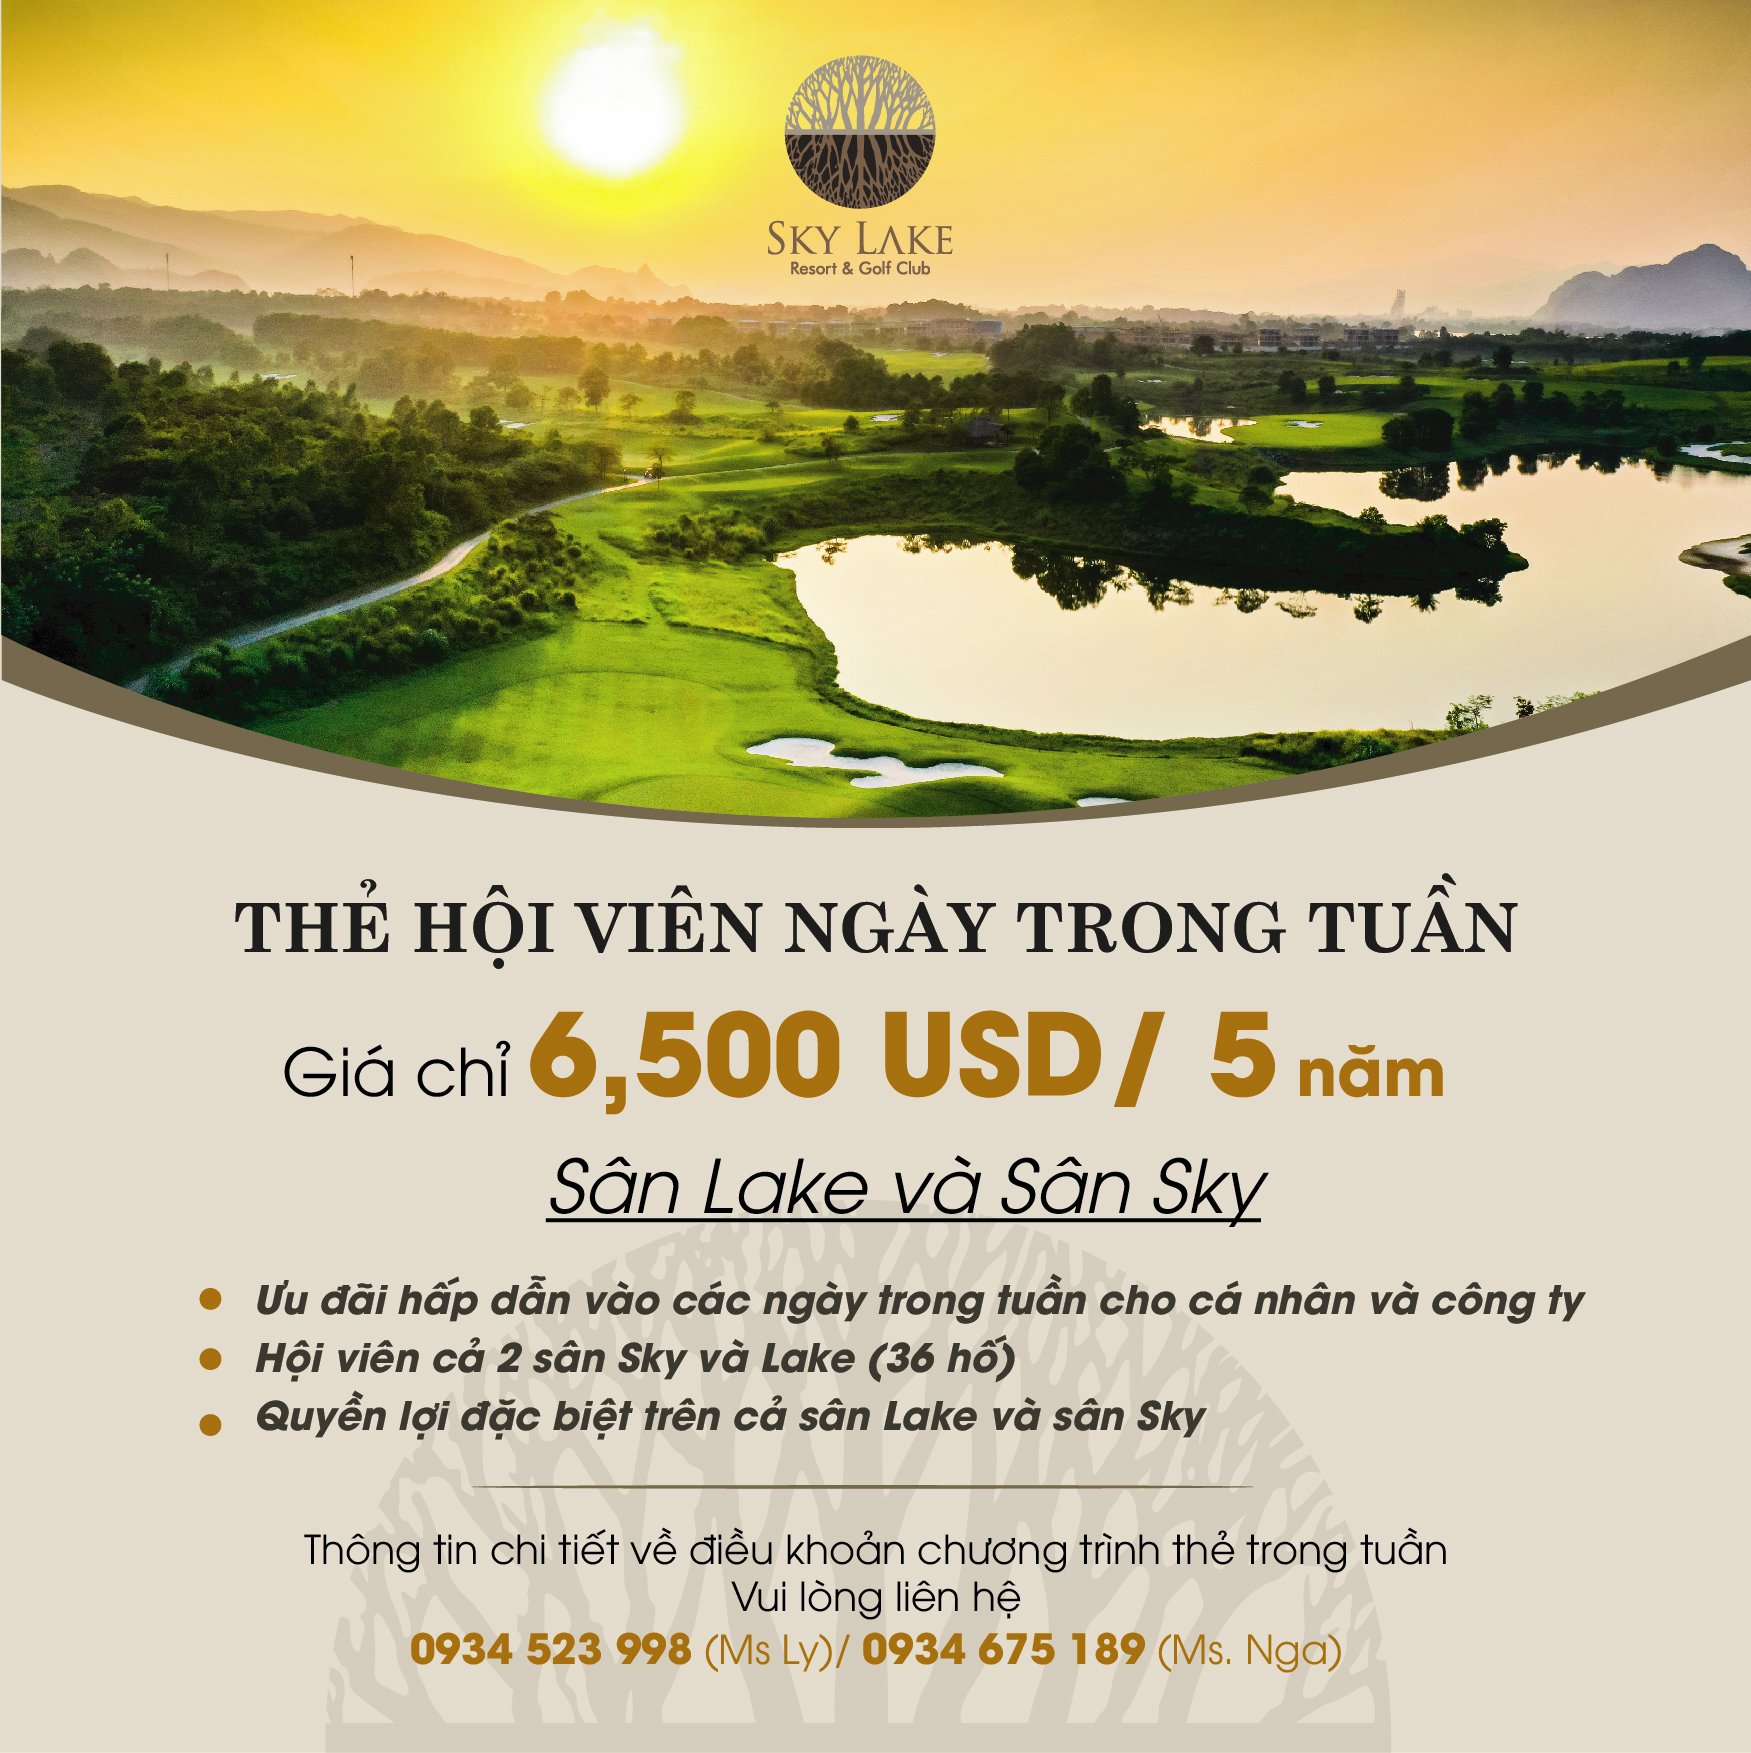 SKY LAKE
Resort & Golf Club
THẺ HỘI VIÊN NGÀY TRONG TUẦN
Giá chỉ 6,500 USD/ 5 năm
Sân Lake và Sân Sky
• Ưu đãi hấp dẫn vào các ngày trong tuần cho cá nhân và công ty
• Hội viên cả 2 sân Sky và Lake (36 hố)
• Quyền lợi đặc biệt trên cả sân Lake và sân Sky
Thông tin chi tiết về điều khoản chương trình thẻ trong tuần
Vui lòng liên hệ
0934 523 998 (Ms Ly)/ 0934 675 189 (Ms. Nga)